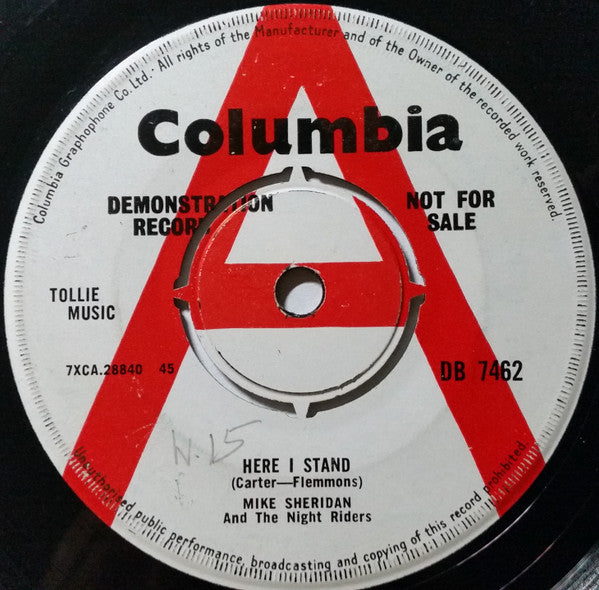 Columbia Graphophone Co. Ltd.· All rights of the Manufacturer and of the Owner of the recorded work reserved.
Columbia
DEMONSTRATION
RECORD
NOT FOR
SALE
TOLLIE
MUSIC
7XCA.28840 45
DB 7462
HERE I STAND
(Carter—Flemmons)
MIKE SHERIDAN
And The Night Riders
Unauthorised public performance, broadcasting and copying of this record prohibited.